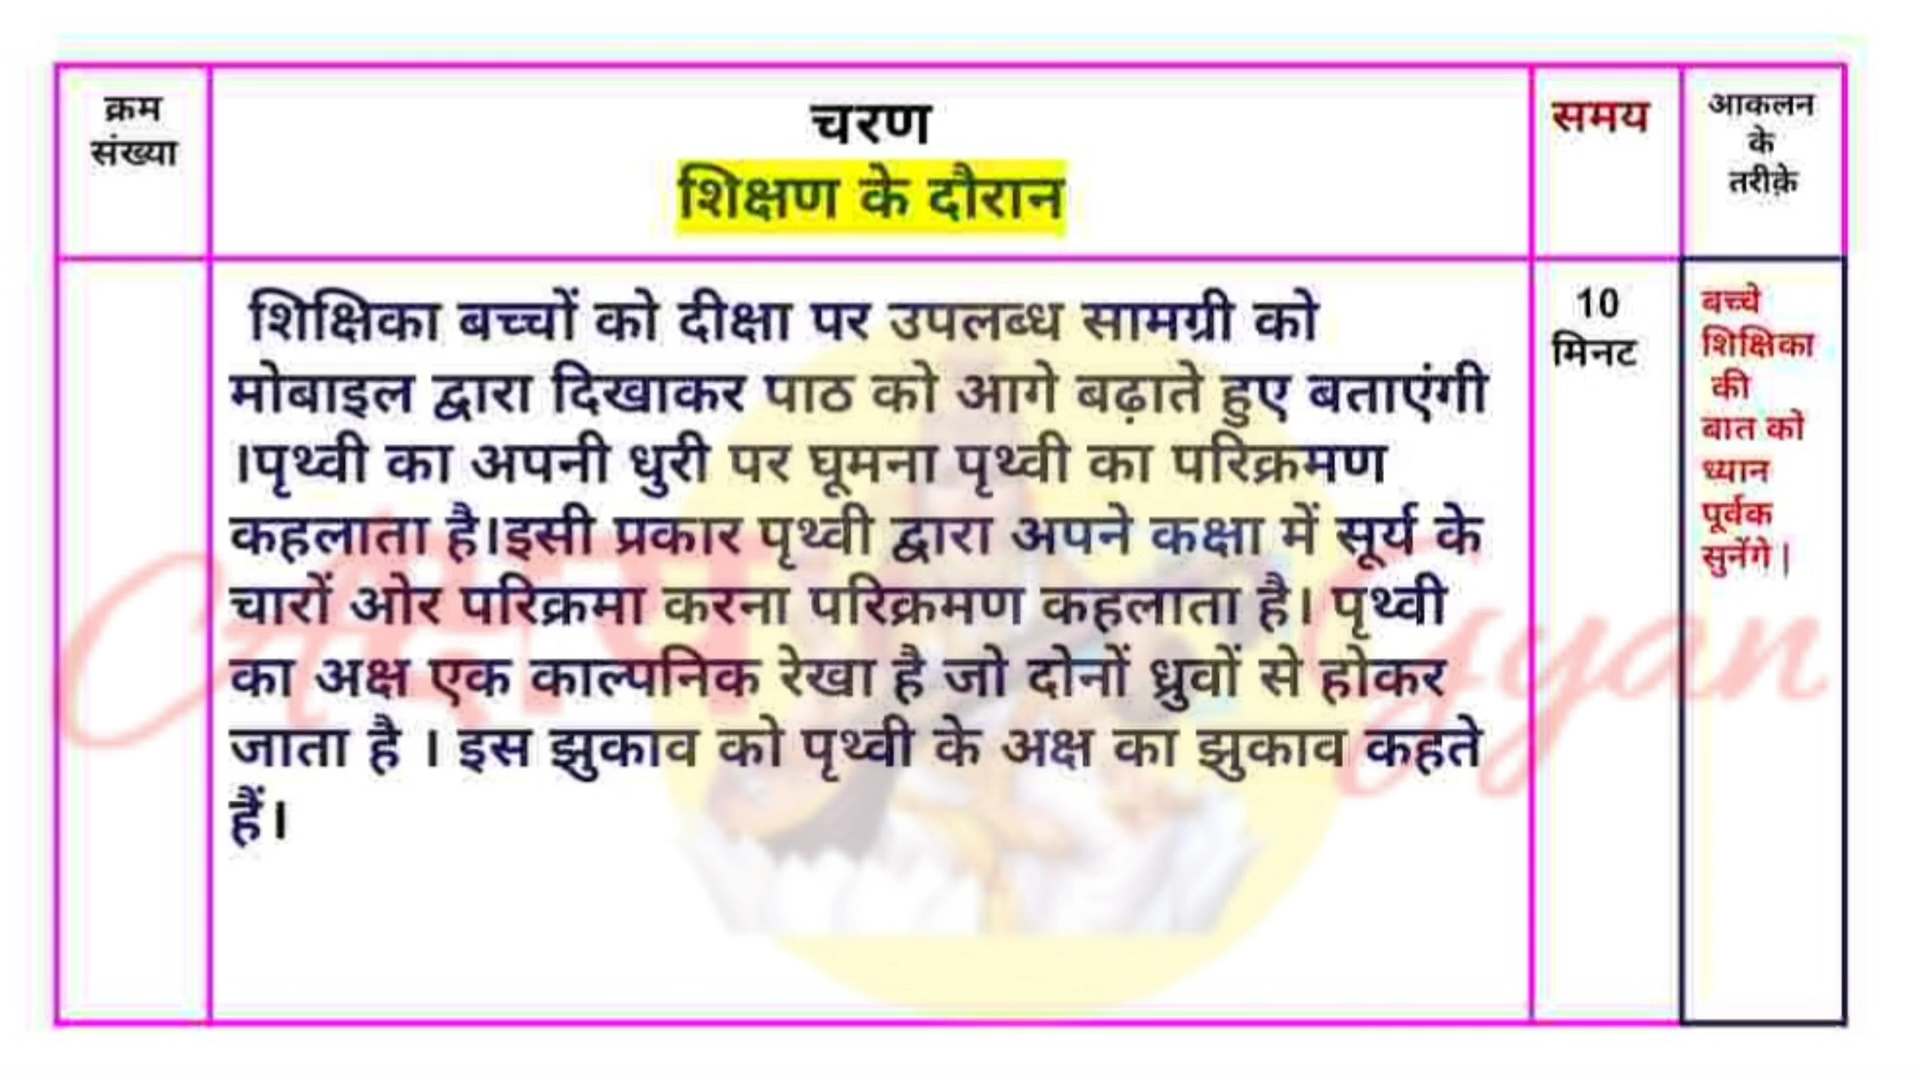 क्रम
संख्या
चरण
शिक्षण के दौरान
समय
आकलन
के
तरीक़े
शिक्षिका बच्चों को दीक्षा पर उपलब्ध सामग्री को
मोबाइल द्वारा दिखाकर पाठ को आगे बढ़ाते हुए बताएंगी
।पृथ्वी का अपनी धुरी पर घूमना पृथ्वी का परिक्रमण
कहलाता है।इसी प्रकार पृथ्वी द्वारा अपने कक्षा में सूर्य के
चारों ओर परिक्रमा करना परिक्रमण कहलाता है। पृथ्वी
का अक्ष एक काल्पनिक रेखा है जो दोनों ध्रुवों से होकर
जाता है । इस झुकाव को पृथ्वी के अक्ष का झुकाव कहते
हैं।
10
मिनट
बच्चे
शिक्षिका
की
बात को
ध्यान
पूर्वक
सुनेंगे |
Gyan